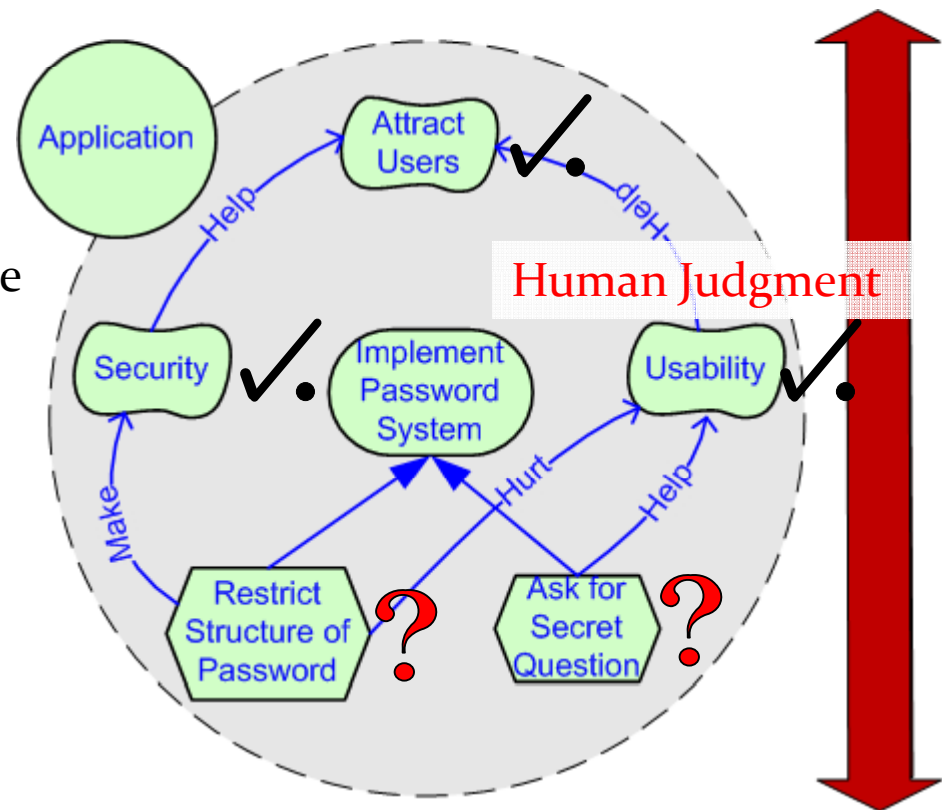 Application
Attract
Users
Help
Help
e
Human Judgment
Security
Implement
Password
System
Usability
Make
Hurt
Help
Restrict
Structure of
Password
?
Ask for
Secret
Question
?